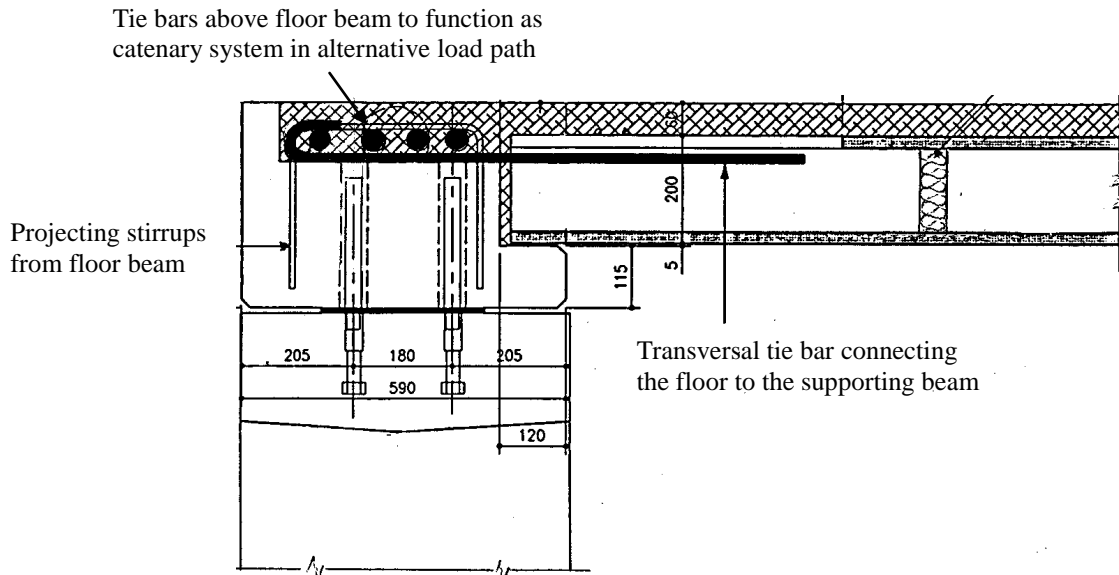 Tie bars above floor beam to function as
catenary system in alternative load path
60
200
Projecting stirrups
from floor beam
115
5
205
180
205
Transversal tie bar connecting
the floor to the supporting beam
590
120